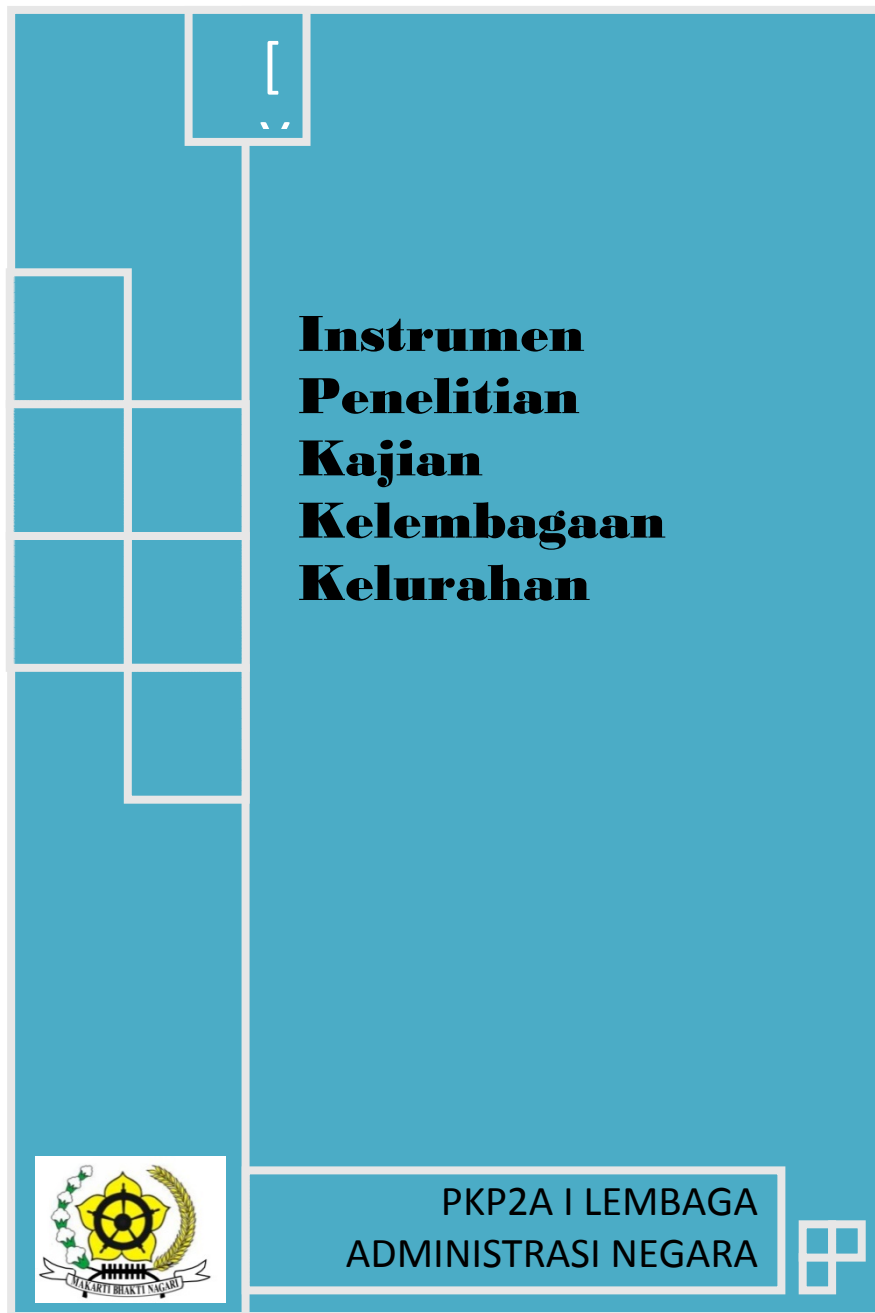 [
Instrumen
Penelitian
Kajian
Kelembagaan
Kelurahan
PKP2A I LEMBAGA
ADMINISTRASI NEGARA
MAKARTI BHAKTI NAGARI